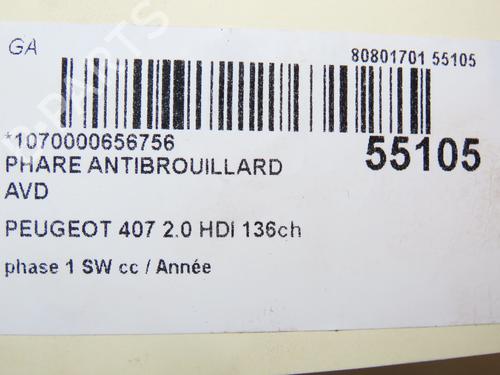 GA
80801701 55105
*1070000656756
55105
PHARE ANTIBROUILLARD
AVD
PEUGEOT 407 2.0 HDI 136ch
phase 1 SW cc / Année